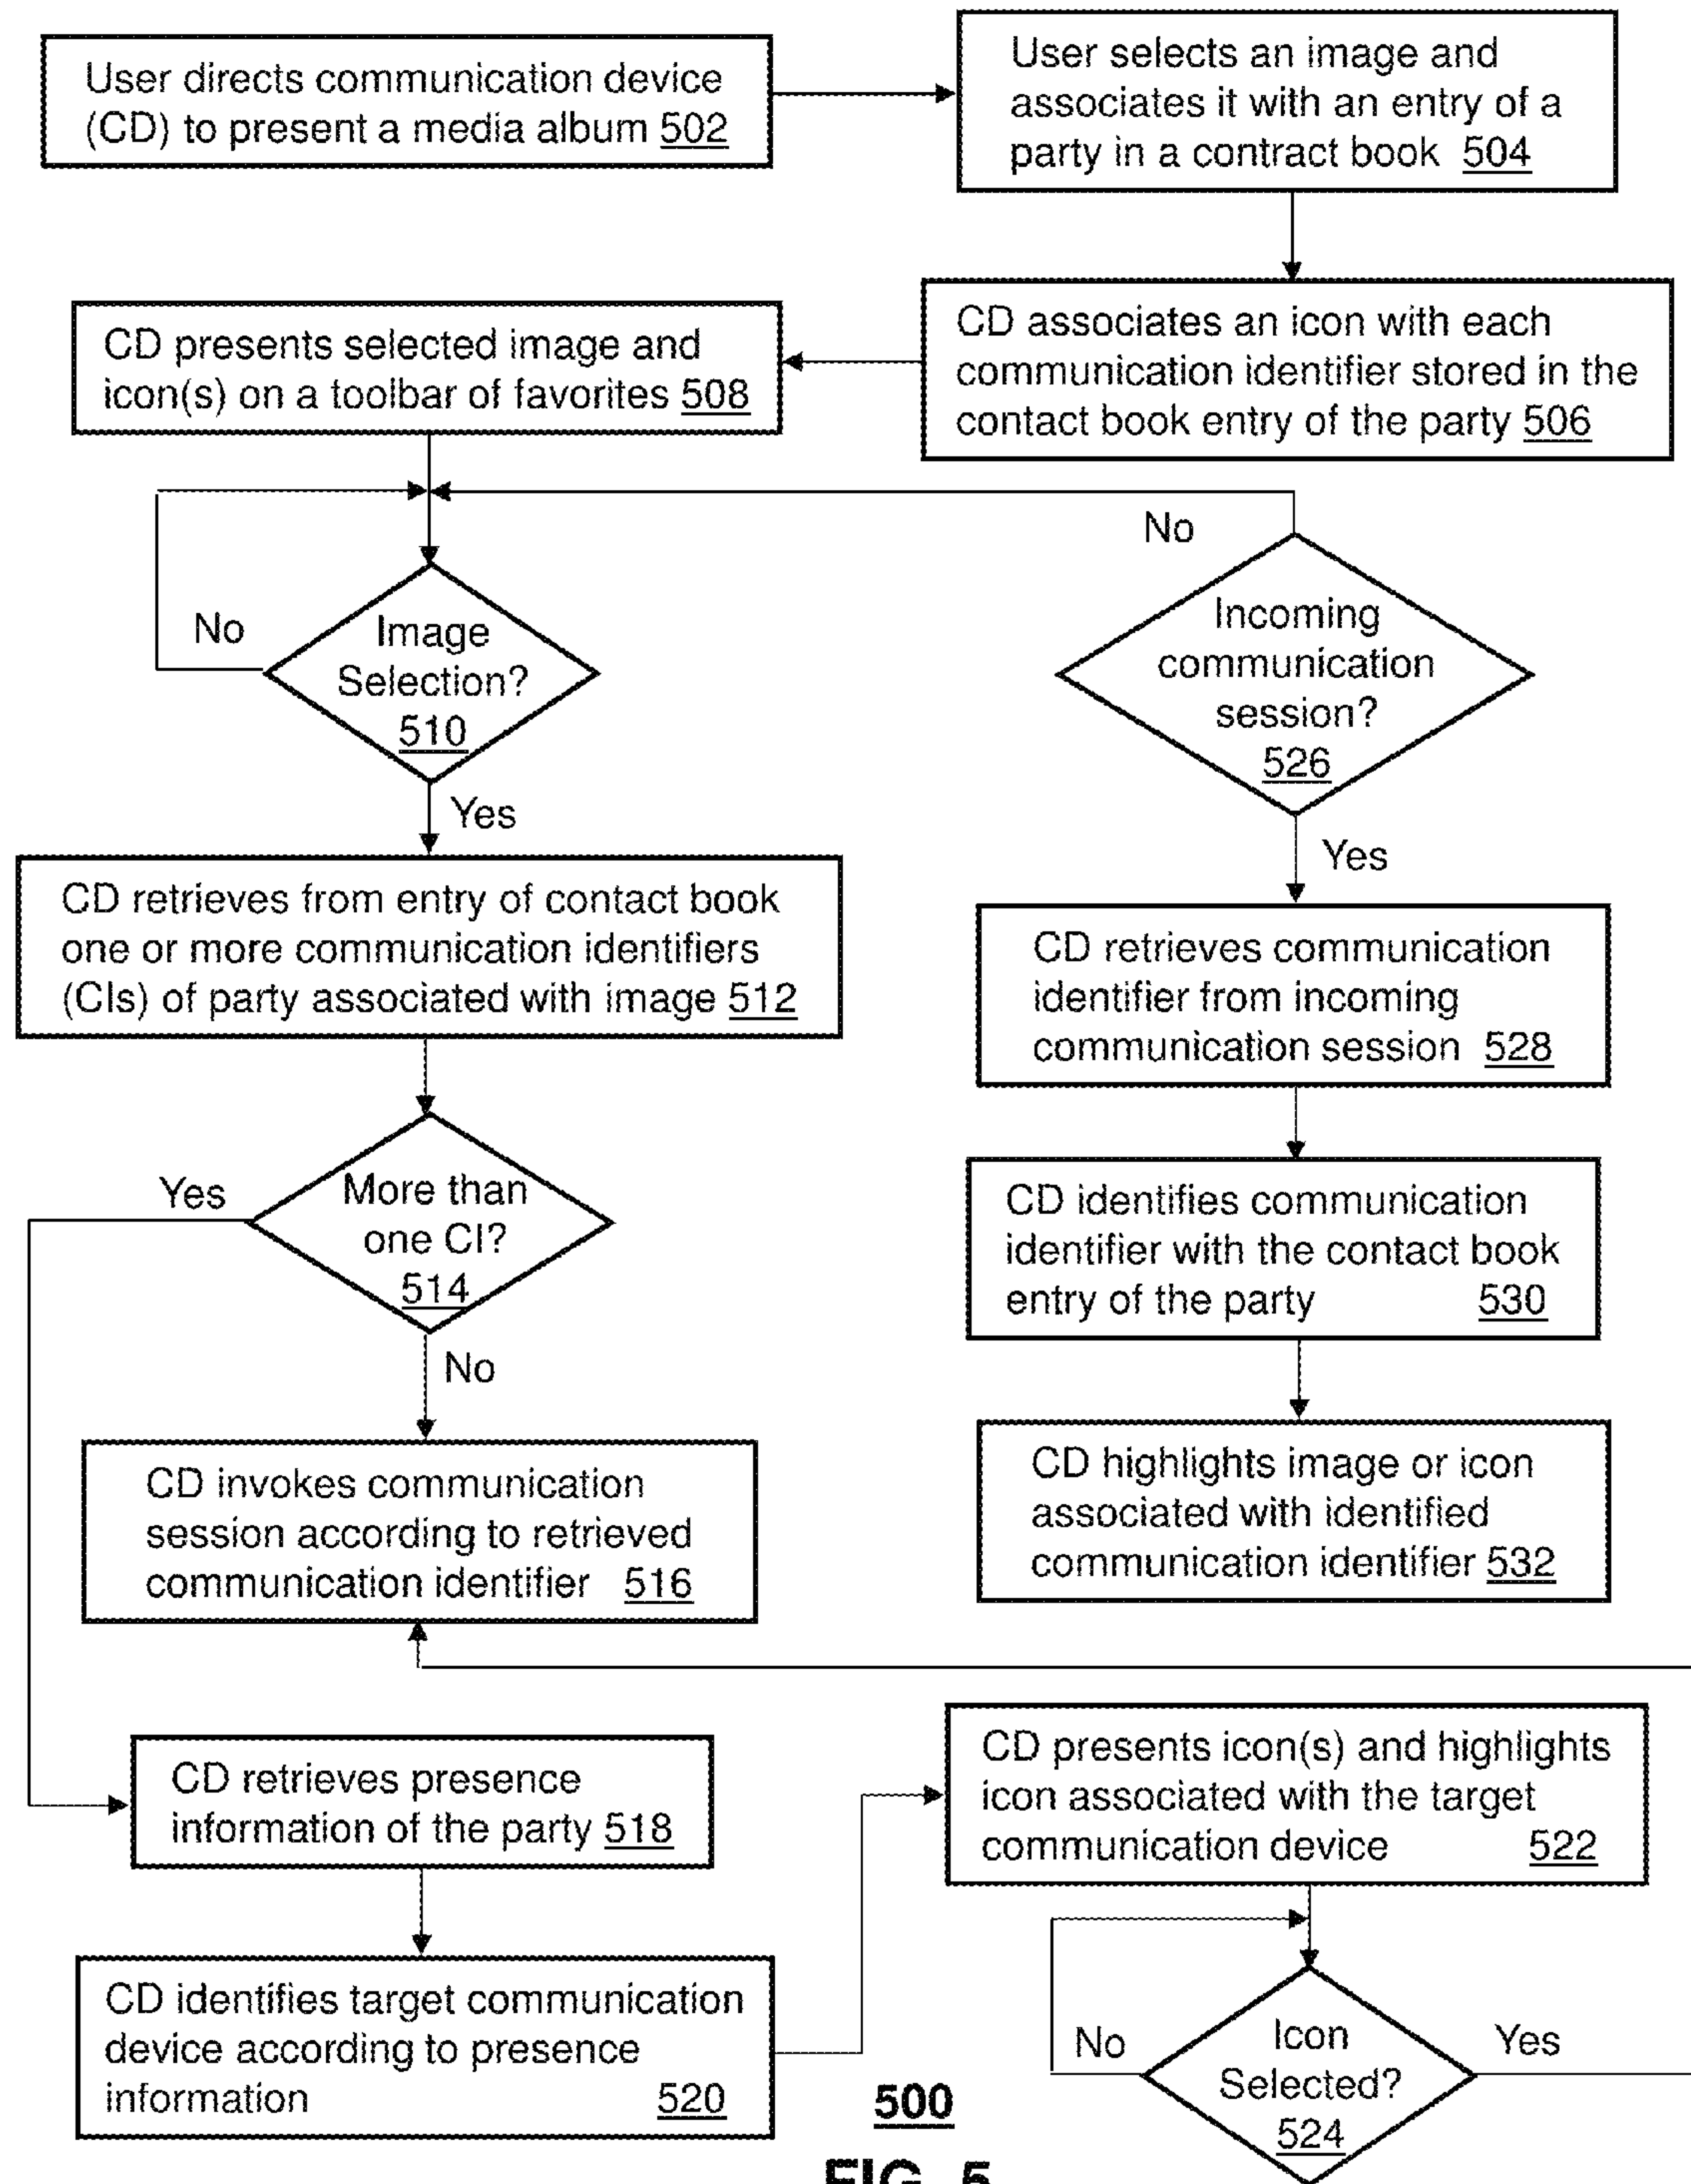 User directs communication device
(CD) to present a media album 502
User selects an image and
associates it with an entry of a
party in a contract book 504
CD associates an icon with each
communication identifier stored in the
contact book entry of the party 506
CD presents selected image and
icon(s) on a toolbar of favorites 508
No
Image
Selection?
510
Yes
CD retrieves from entry of contact book
one or more communication identifiers
(CIs) of party associated with image 512
Yes
More than
one CI?
514
No
CD invokes communication
session according to retrieved
communication identifier 516
No
Incoming
communication
session?
526
Yes
CD retrieves communication
identifier from incoming
communication session 528
CD identifies communication
identifier with the contact book
entry of the party 530
CD highlights image or icon
associated with identified
communication identifier 532
CD retrieves presence
information of the party 518
CD identifies target communication
device according to presence
information 520
CD presents icon(s) and highlights
icon associated with the target
communication device 522
No
Icon
Selected?
524
Yes
500
FIG. 5